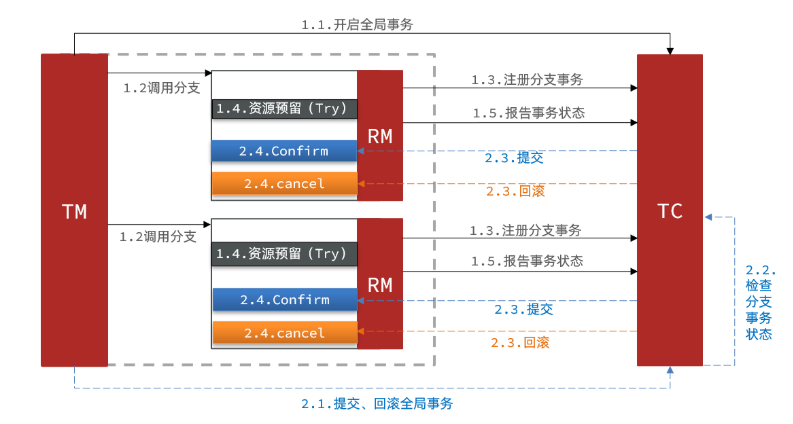 1.1.开启全局事务
TM
1.2调用分支
1.4.资源预留（Try）
2.4.Confirm
2.4.cancel
RM
1.3.注册分支事务
1.5.报告事务状态
2.3.提交
2.3.回滚
1.2调用分支
1.4.资源预留（Try）
2.4.Confirm
2.4.cancel
RM
1.3.注册分支事务
1.5.报告事务状态
2.3.提交
2.3.回滚
TC
2.2.
检查
分支
事务
状态
2.1.提交、回滚全局事务